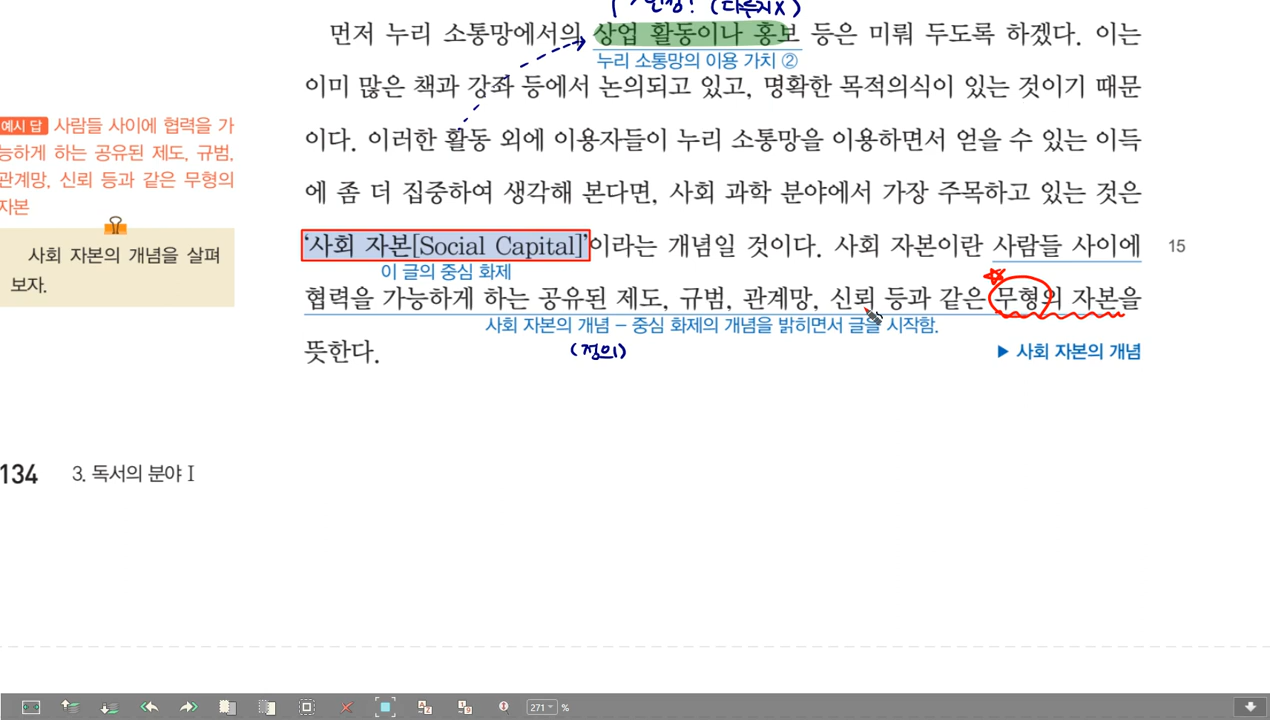 (다루지X)
먼저 누리 소통망에서의 상업 활동이나 홍보 등은 미뤄 두도록 하겠다. 이는
누리 소통망의 이용 가치 ②
이미 많은 책과 강좌 등에서 논의되고 있고, 명확한 목적의식이 있는 것이기 때문
이다. 이러한 활동 외에 이용자들이 누리 소통망을 이용하면서 얻을 수 있는 이득
에 좀 더 집중하여 생각해 본다면, 사회 과학 분야에서 가장 주목하고 있는 것은
'사회 자본[Social Capital]'이라는 개념일 것이다. 사회 자본이란 사람들 사이에 15
이 글의 중심 화제
협력을 가능하게 하는 공유된 제도, 규범, 관계망, 신뢰 등과 같은 무형의 자본을
사회 자본의 개념 – 중심 화제의 개념을 밝히면서 글을 시작함.
(정의)
뜻한다.
▶ 사회 자본의 개념
예시 답 사람들 사이에 협력을 가
능하게 하는 공유된 제도, 규범,
관계망, 신뢰 등과 같은 무형의
자본
사회 자본의 개념을 살펴
보자.
134 3. 독서의 분야 Ⅰ
271 %